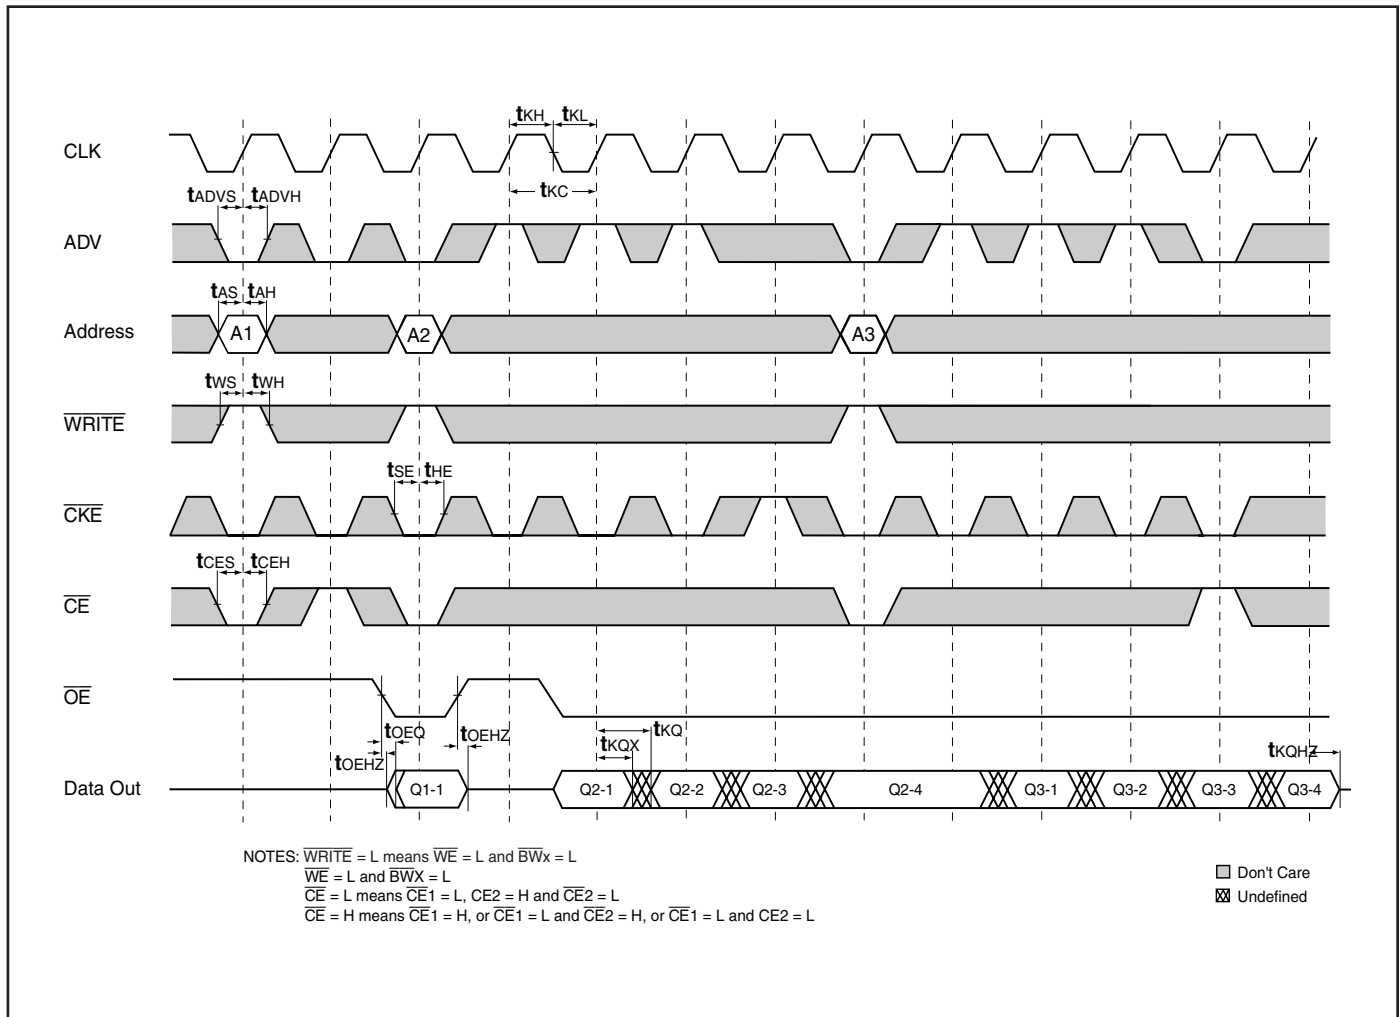 tKH tKL
CLK
tKC
tADVS tADVH
ADV
tAS tAH
Address A1 A2 A3
tWS tWH
WRITE
tSE tHE
CKE
tCES tCEH
CE
OE
tOEQ tOEHZ tKQ
tOEHZ tKQX tKQHZ
Data Out Q1-1 Q2-1 Q2-2 Q2-3 Q2-4 Q3-1 Q3-2 Q3-3 Q3-4
NOTES: WRITE = L means WE = L and BWx = L
WE = L and BWX = L
CE = L means CE1 = L, CE2 = H and CE2 = L
CE = H means CE1 = H, or CE1 = L and CE2 = H, or CE1 = L and CE2 = L
Don't Care
Undefined